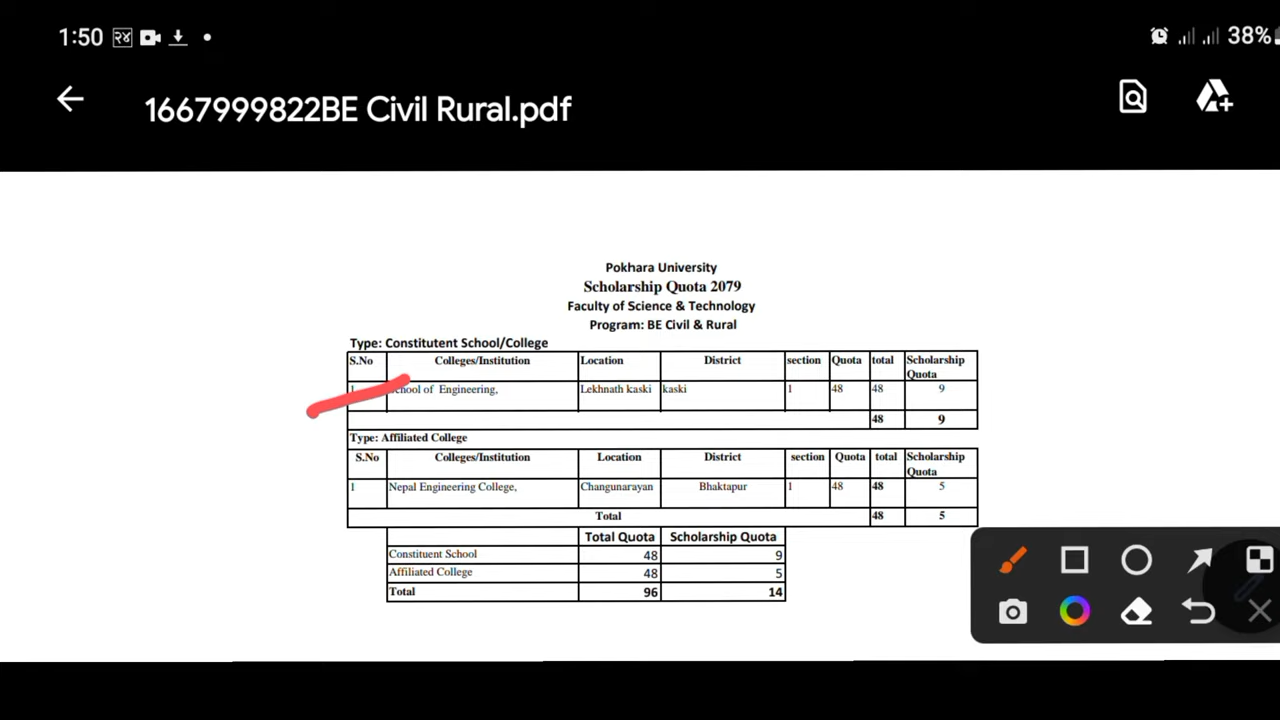 1:50 २४ 38%
1667999822BE Civil Rural.pdf
Pokhara University
Scholarship Quota 2079
Faculty of Science & Technology
Program: BE Civil & Rural
Type: Constitutent School/College
S.No Colleges/Institution Location District section Quota total Scholarship Quota
1 School of Engineering, Lekhnath kaski kaski 1 48 48 9
48 9
Type: Affiliated College
S.No Colleges/Institution Location District section Quota total Scholarship Quota
1 Nepal Engineering College, Changunarayan Bhaktapur 1 48 48 5
Total 48 5
Total Quota Scholarship Quota
Constituent School 48 9
Affiliated College 48 5
Total 96 14